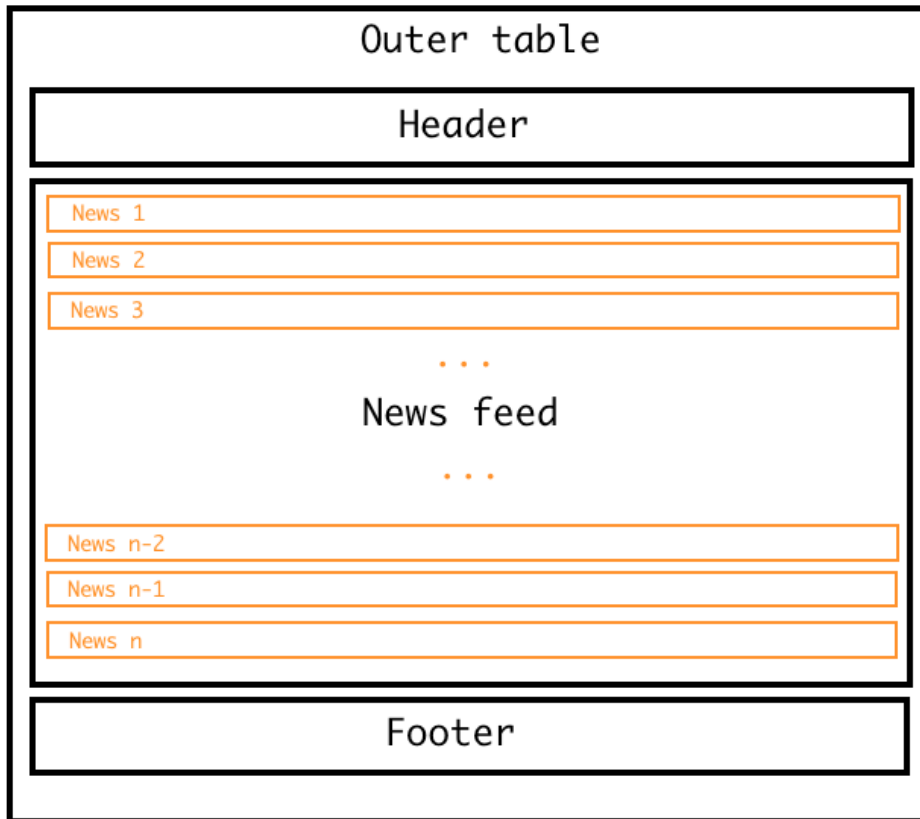 Outer table
Header
News 1
News 2
News 3
...
News feed
...
News n-2
News n-1
News n
Footer